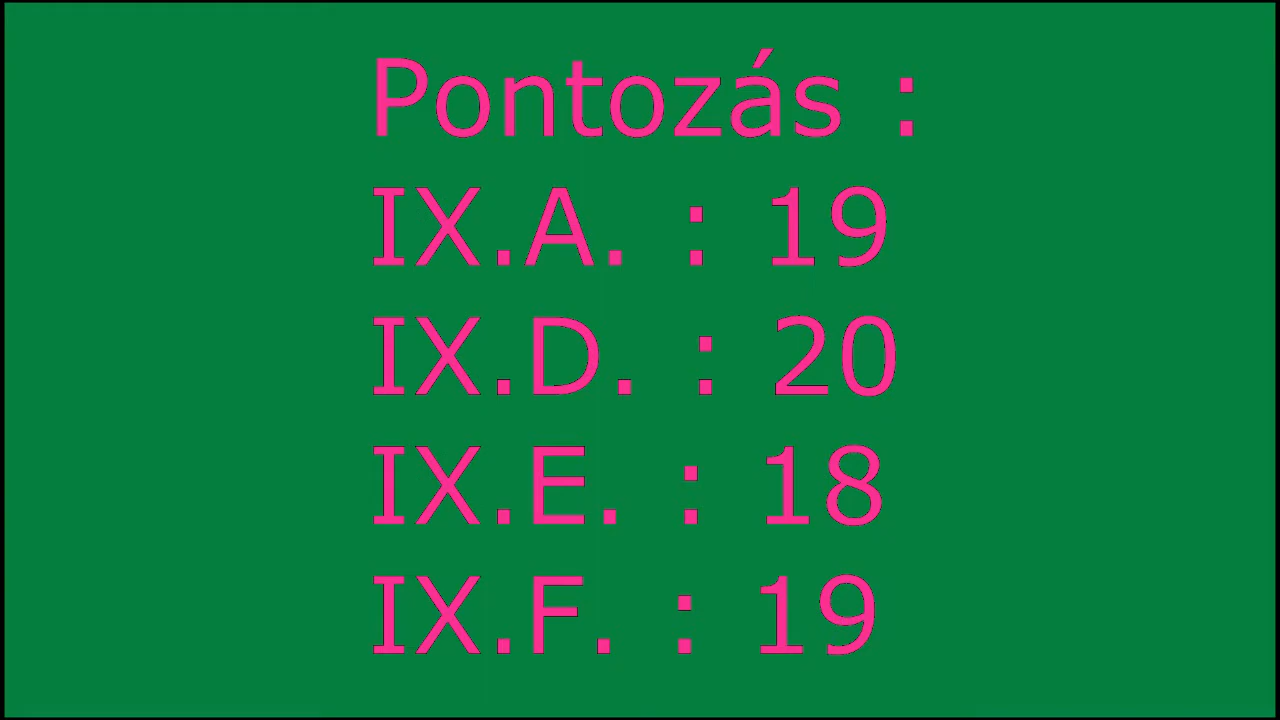 Pontozás :
IX.A. : 19
IX.D. : 20
IX.E. : 18
IX.F. : 19